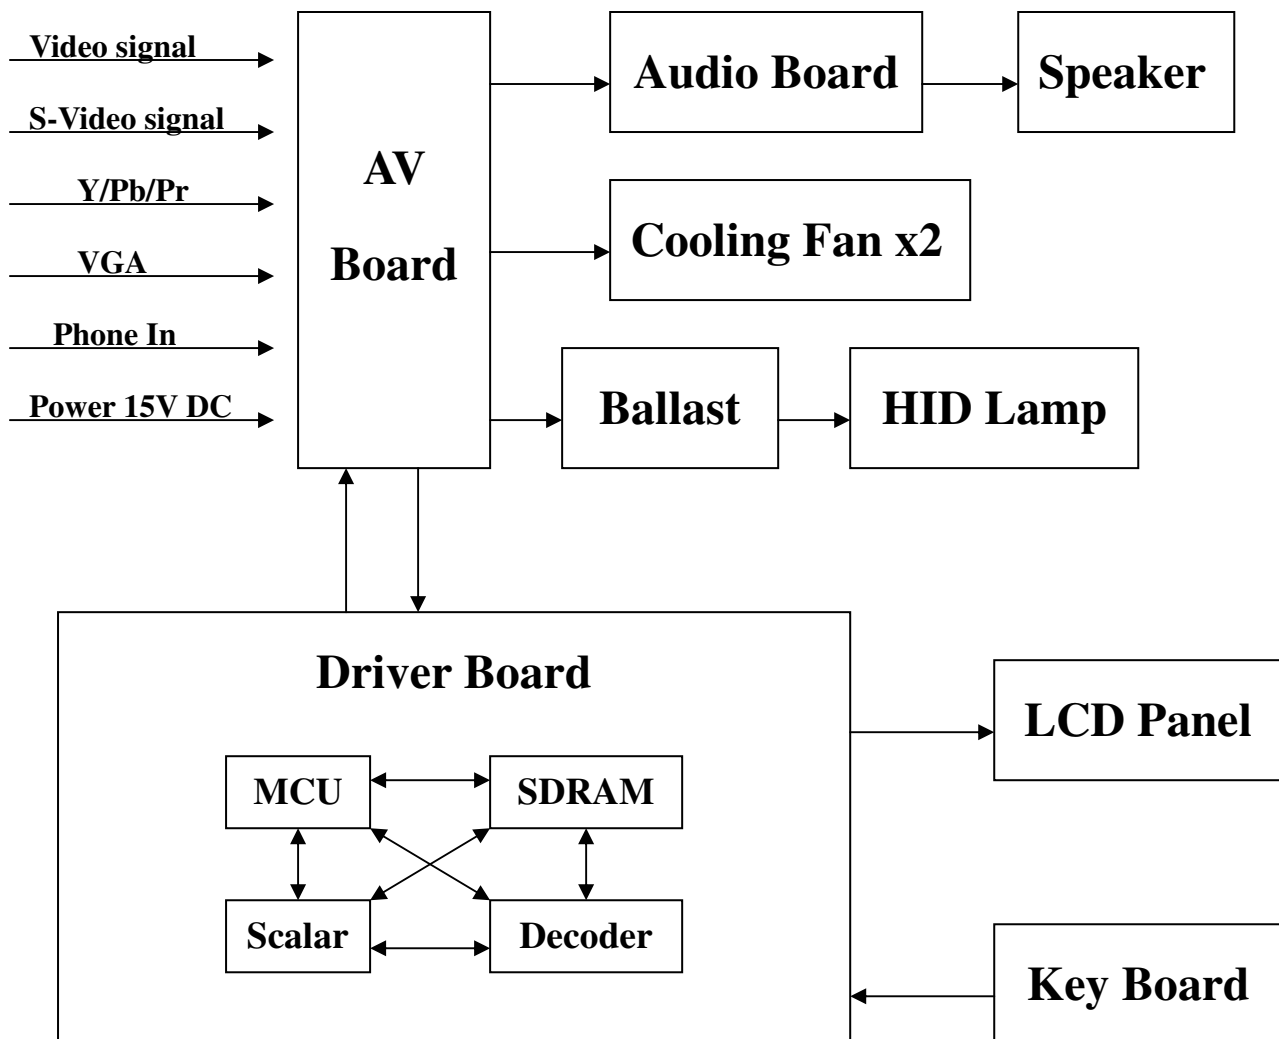 Video signal
S-Video signal
Y/Pb/Pr
VGA
Phone In
Power 15V DC
AV
Board
Audio Board
Speaker
Cooling Fan x2
Ballast
HID Lamp
Driver Board
MCU
SDRAM
Scalar
Decoder
LCD Panel
Key Board